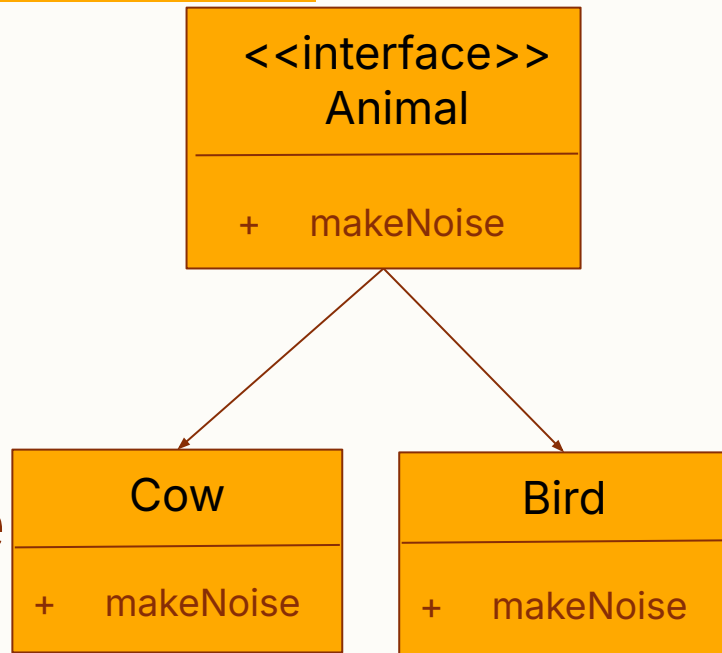 <<interface>>
Animal
+ makeNoise
Cow
+ makeNoise
Bird
+ makeNoise